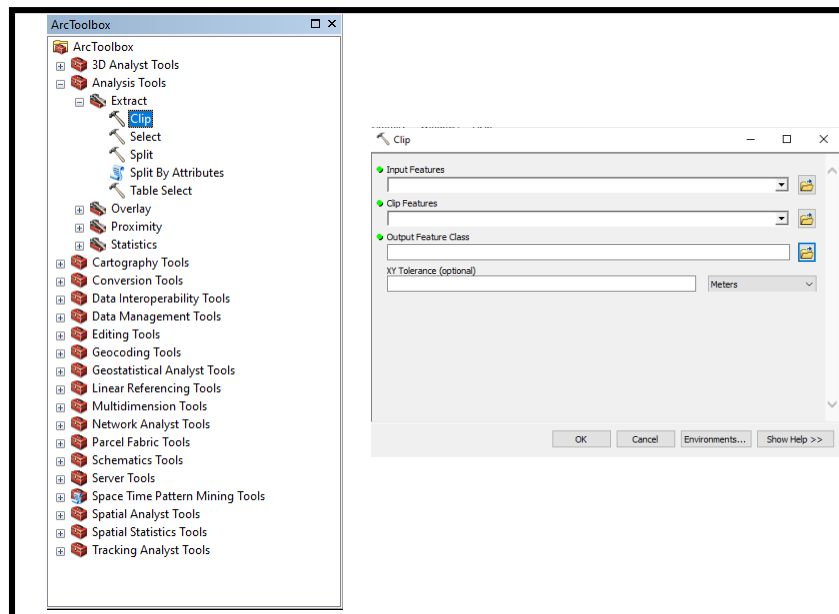 ArcToolbox
ArcToolbox
3D Analyst Tools
Analysis Tools
Extract
Clip
Select
Split
Split By Attributes
Table Select
Overlay
Proximity
Statistics
Cartography Tools
Conversion Tools
Data Interoperability Tools
Data Management Tools
Editing Tools
Geocoding Tools
Geostatistical Analyst Tools
Linear Referencing Tools
Multidimension Tools
Network Analyst Tools
Parcel Fabric Tools
Schematics Tools
Server Tools
Space Time Pattern Mining Tools
Spatial Analyst Tools
Spatial Statistics Tools
Tracking Analyst Tools
Clip
Input Features
Clip Features
Output Feature Class
XY Tolerance (optional)
Meters
OK Cancel Environments... Show Help >>